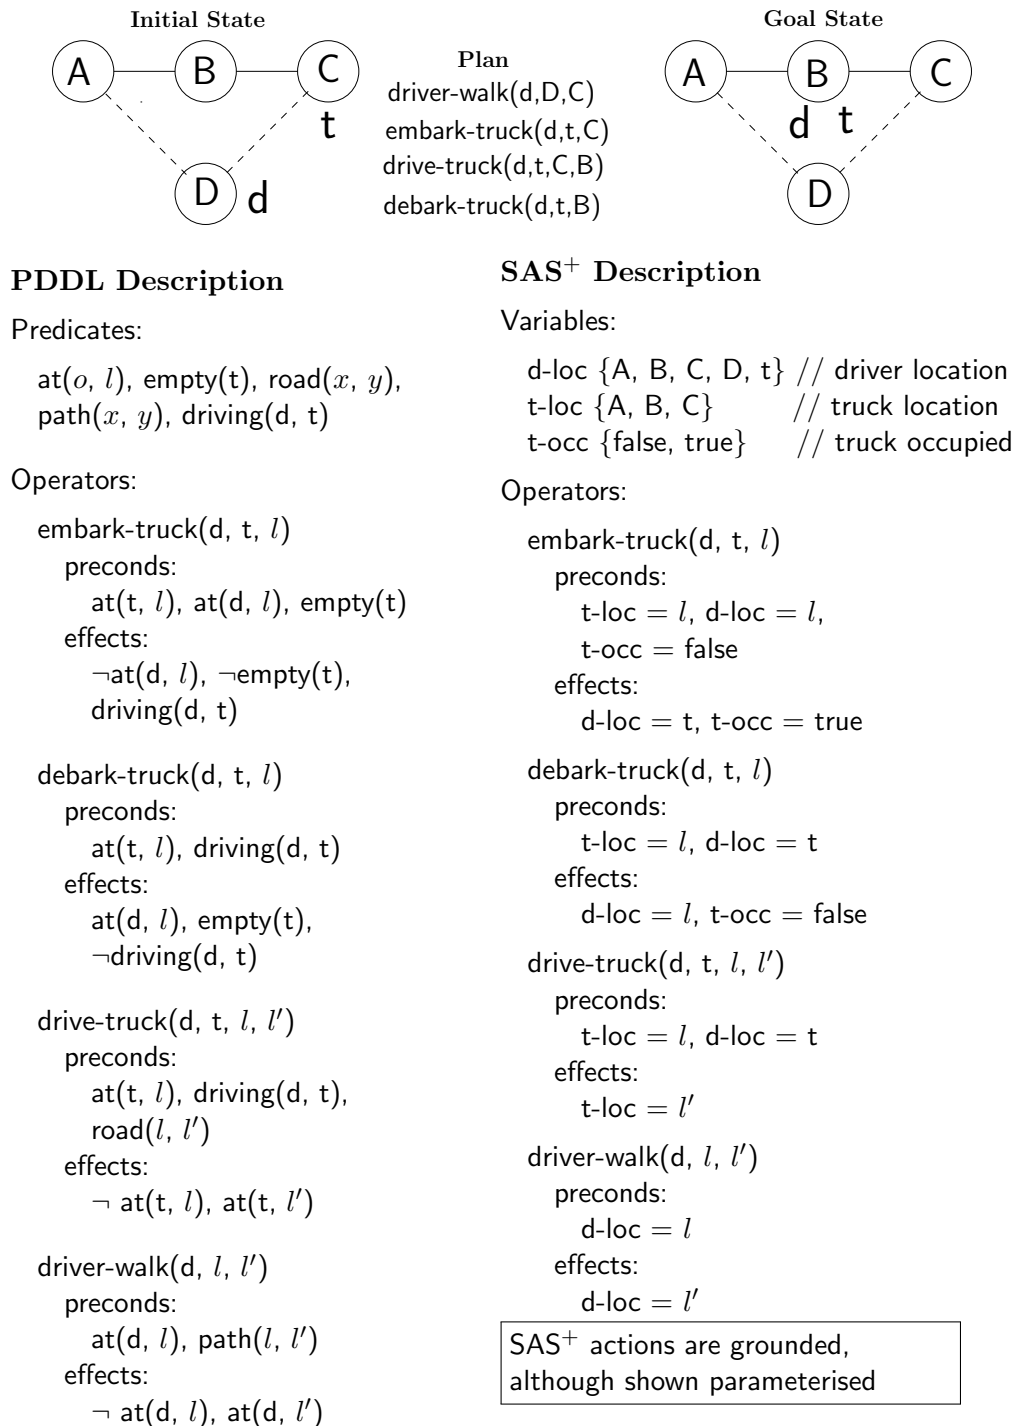 Initial State
A B C
t
D d
Plan
driver-walk(d,D,C)
embark-truck(d,t,C)
drive-truck(d,t,C,B)
debark-truck(d,t,B)
Goal State
A B C
d t
D
PDDL Description
Predicates:
at(o, l), empty(t), road(x, y),
path(x, y), driving(d, t)
Operators:
embark-truck(d, t, l)
preconds:
at(t, l), at(d, l), empty(t)
effects:
¬at(d, l), ¬empty(t),
driving(d, t)
debark-truck(d, t, l)
preconds:
at(t, l), driving(d, t)
effects:
at(d, l), empty(t),
¬driving(d, t)
drive-truck(d, t, l, l′)
preconds:
at(t, l), driving(d, t),
road(l, l′)
effects:
¬ at(t, l), at(t, l′)
driver-walk(d, l, l′)
preconds:
at(d, l), path(l, l′)
effects:
¬ at(d, l), at(d, l′)
SAS⁺ Description
Variables:
d-loc {A, B, C, D, t} // driver location
t-loc {A, B, C} // truck location
t-occ {false, true} // truck occupied
Operators:
embark-truck(d, t, l)
preconds:
t-loc = l, d-loc = l,
t-occ = false
effects:
d-loc = t, t-occ = true
debark-truck(d, t, l)
preconds:
t-loc = l, d-loc = t
effects:
d-loc = l, t-occ = false
drive-truck(d, t, l, l′)
preconds:
t-loc = l, d-loc = t
effects:
t-loc = l′
driver-walk(d, l, l′)
preconds:
d-loc = l
effects:
d-loc = l′
SAS⁺ actions are grounded,
although shown parameterised